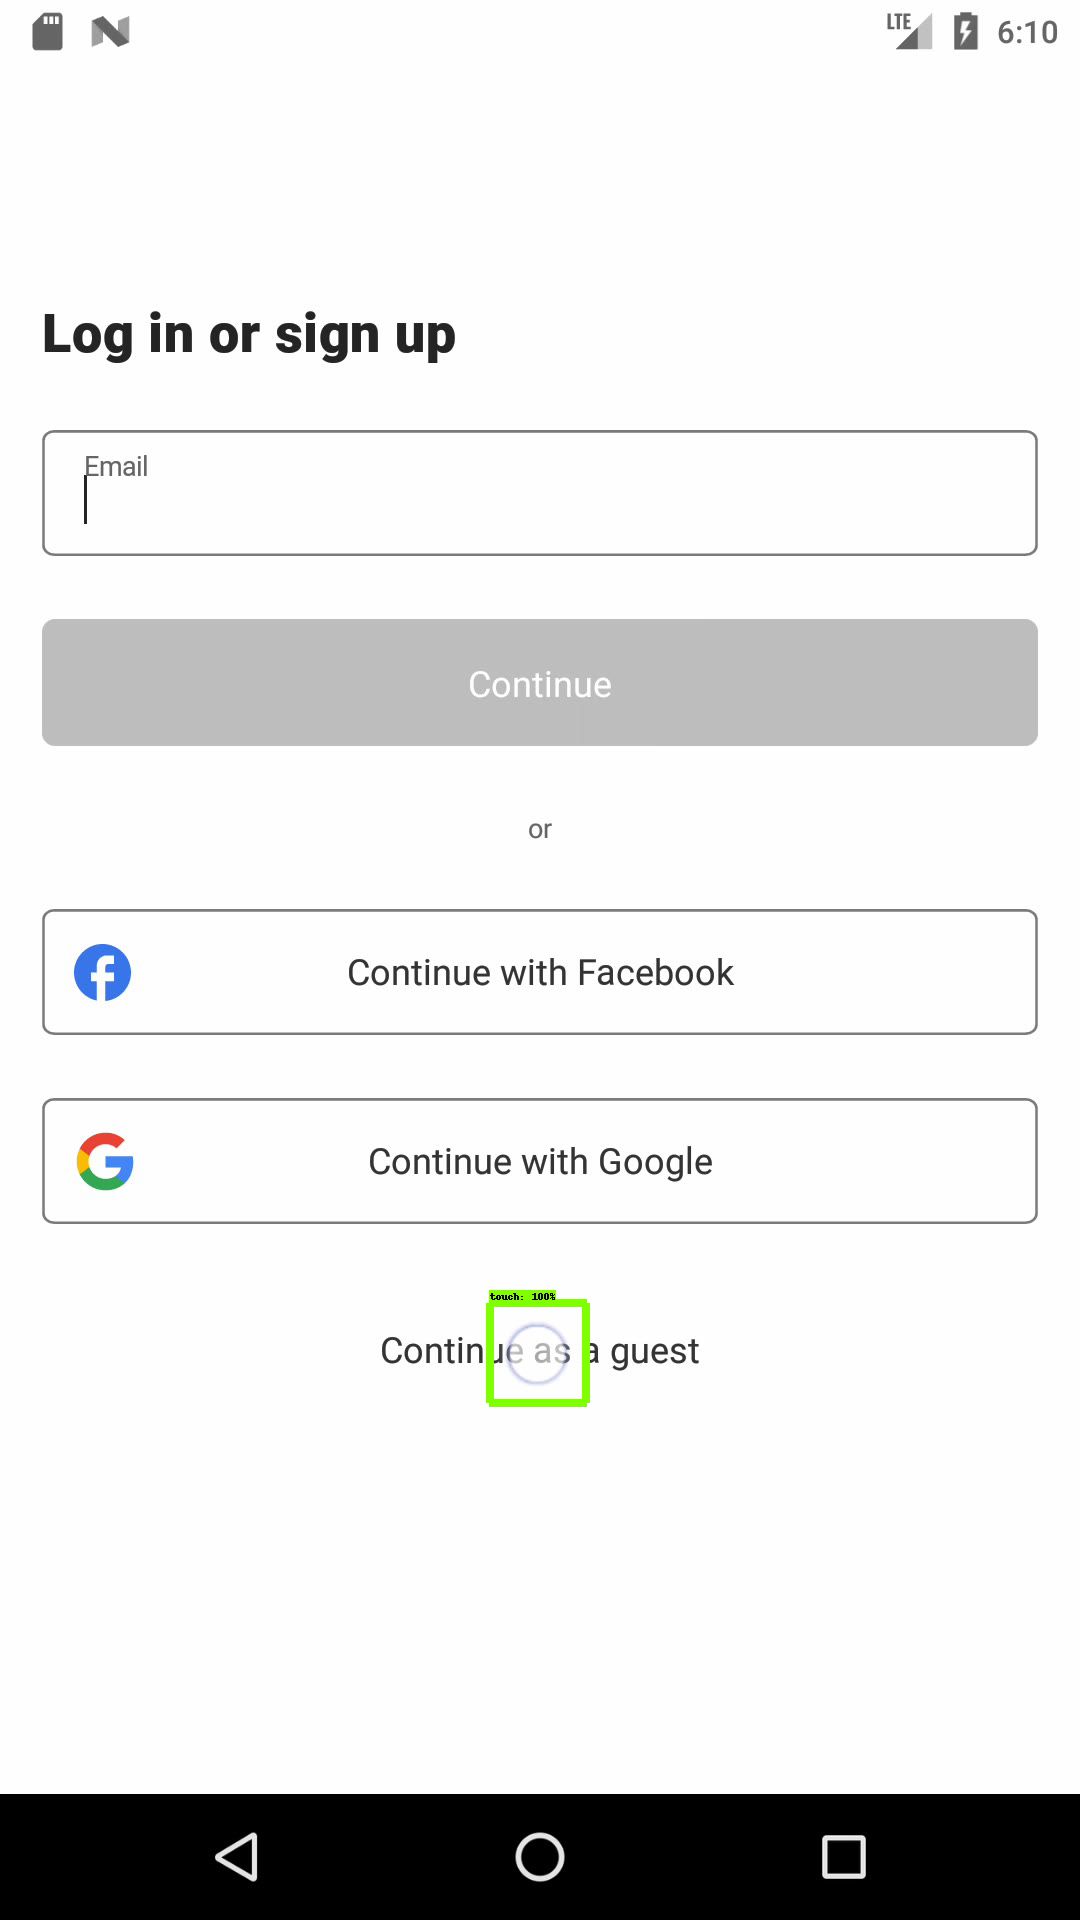 LTE 6:10
Log in or sign up
Email
Continue
or
Continue with Facebook
Continue with Google
touch: 100%
Continue as a guest